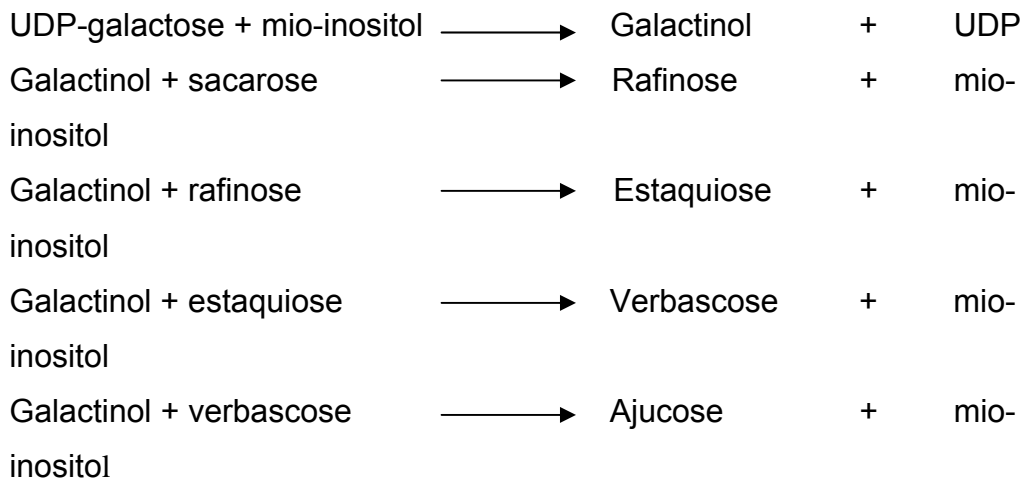 UDP-galactose + mio-inositol → Galactinol + UDP
Galactinol + sacarose → Rafinose + mio-
inositol
Galactinol + rafinose → Estaquiose + mio-
inositol
Galactinol + estaquiose → Verbascose + mio-
inositol
Galactinol + verbascose → Ajucose + mio-
inositol